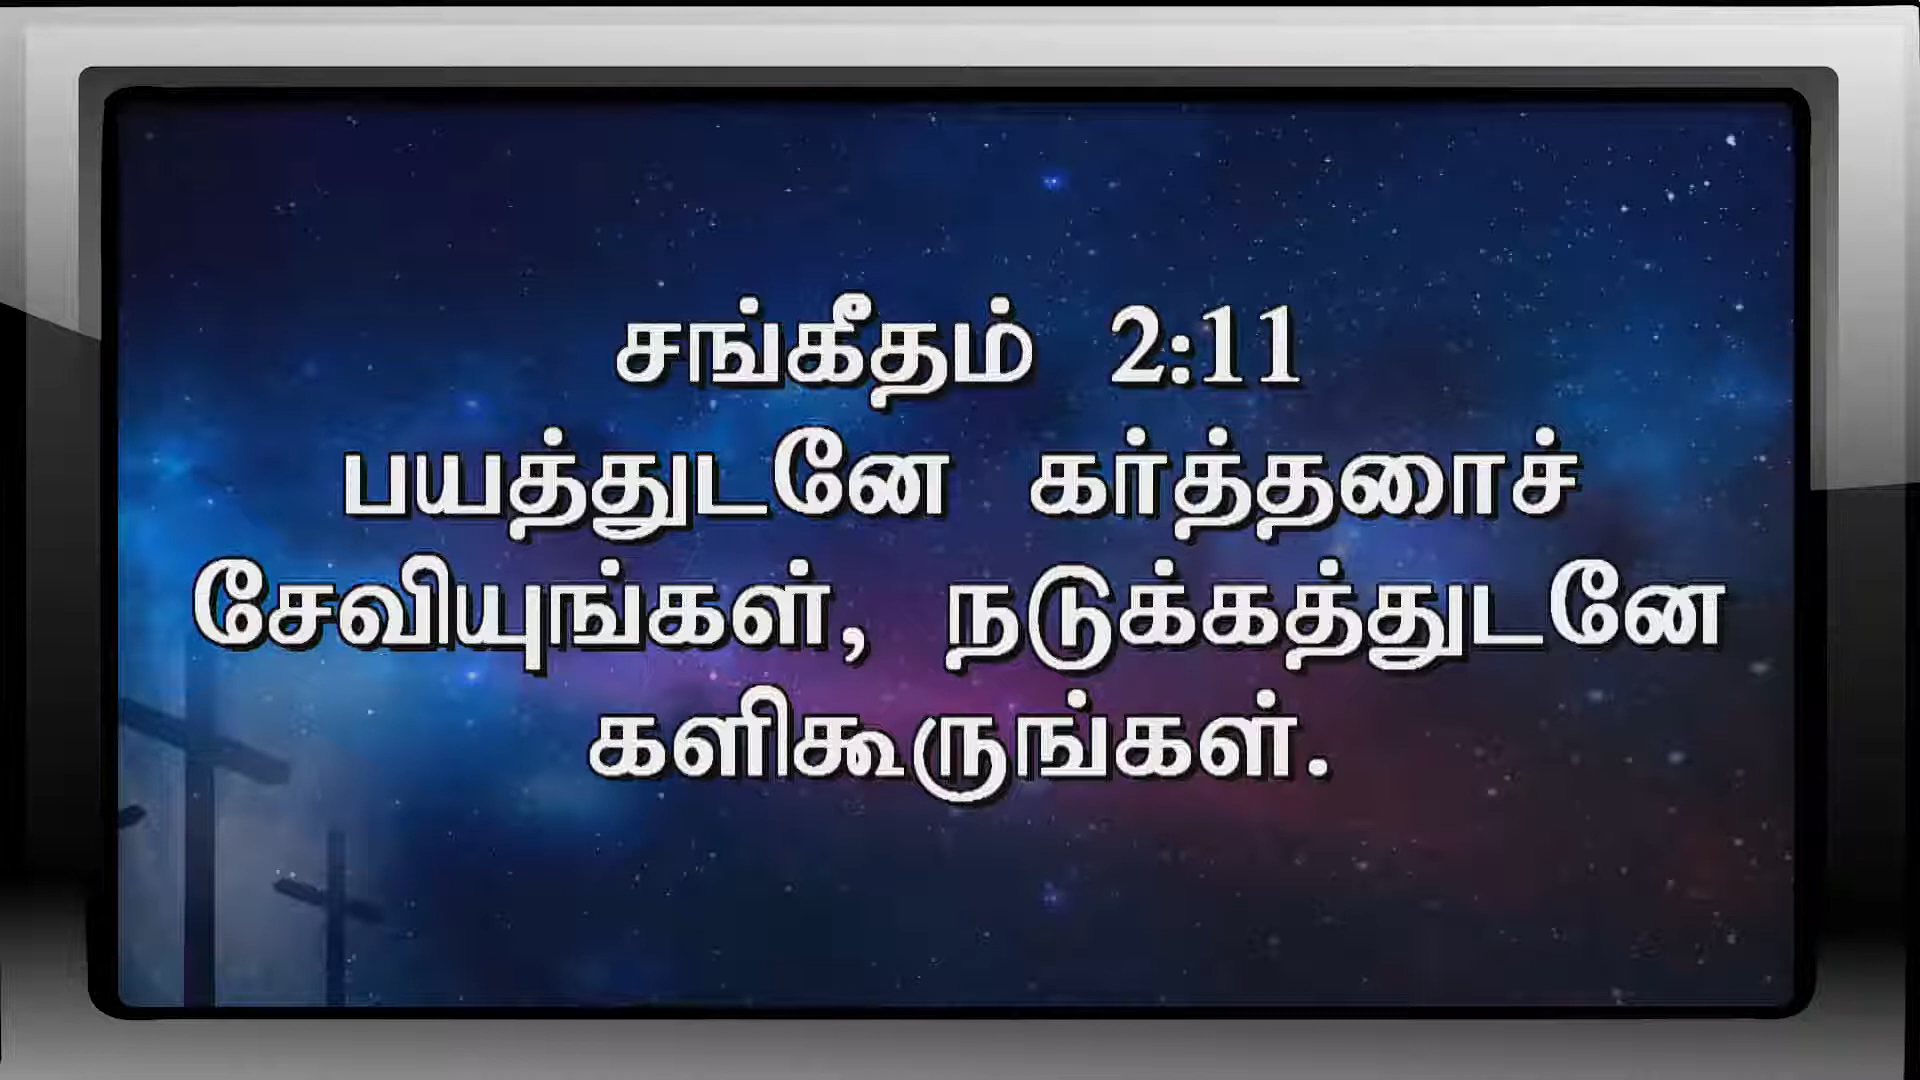 சங்கீதம் 2:11
பயத்துடனே கர்த்தரைச்
சேவியுங்கள், நடுக்கத்துடனே
களிகூருங்கள்.